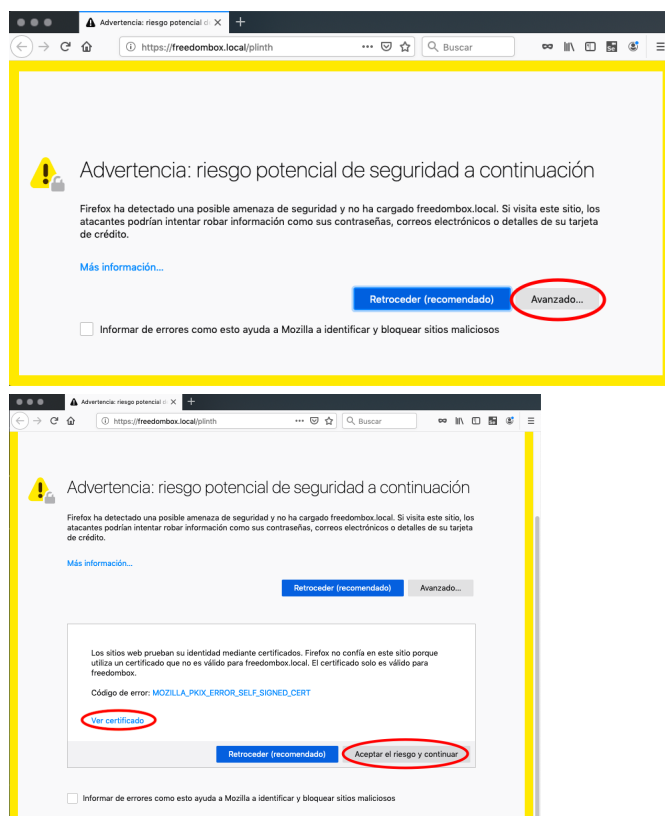 Advertencia: riesgo potencial de
https://freedombox.local/plinth
Buscar
Advertencia: riesgo potencial de seguridad a continuación
Firefox ha detectado una posible amenaza de seguridad y no ha cargado freedombox.local. Si visita este sitio, los
atacantes podrían intentar robar información como sus contraseñas, correos electrónicos o detalles de su tarjeta
de crédito.
Más información...
Retroceder (recomendado)
Avanzado...
Informar de errores como esto ayuda a Mozilla a identificar y bloquear sitios maliciosos
Advertencia: riesgo potencial d
https://freedombox.local/plinth
Buscar
Advertencia: riesgo potencial de seguridad a continuación
Firefox ha detectado una posible amenaza de seguridad y no ha cargado freedombox.local. Si visita este sitio, los
atacantes podrían intentar robar información como sus contraseñas, correos electrónicos o detalles de su tarjeta
de crédito.
Más información...
Retroceder (recomendado)
Avanzado...
Los sitios web prueban su identidad mediante certificados. Firefox no confía en este sitio porque
utiliza un certificado que no es válido para freedombox.local. El certificado solo es válido para
freedombox.
Código de error: MOZILLA_PKIX_ERROR_SELF_SIGNED_CERT
Ver certificado
Retroceder (recomendado)
Aceptar el riesgo y continuar
Informar de errores como esto ayuda a Mozilla a identificar y bloquear sitios maliciosos